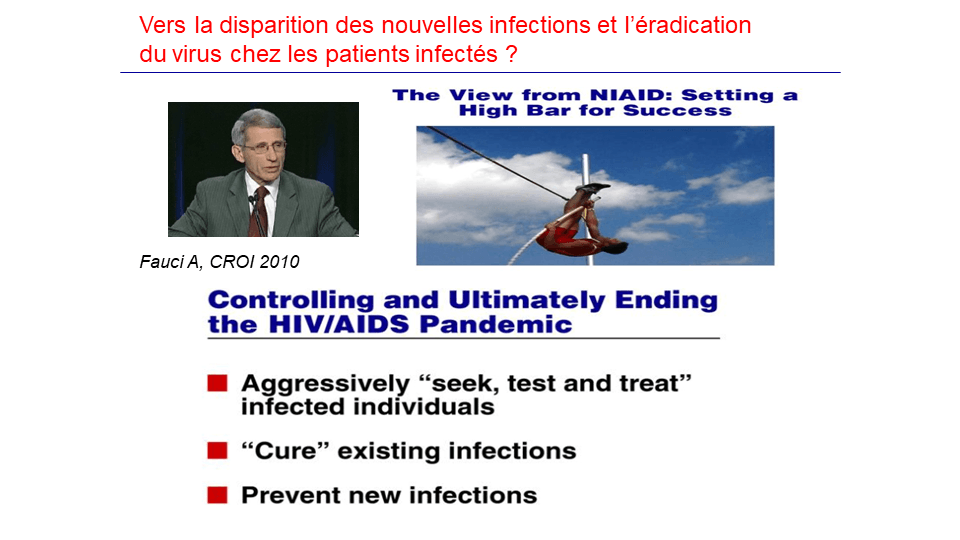 Vers la disparition des nouvelles infections et l’éradication
du virus chez les patients infectés ?
The View from NIAID: Setting a
High Bar for Success
Fauci A, CROI 2010
Controlling and Ultimately Ending
the HIV/AIDS Pandemic
Aggressively “seek, test and treat”
infected individuals
“Cure” existing infections
Prevent new infections